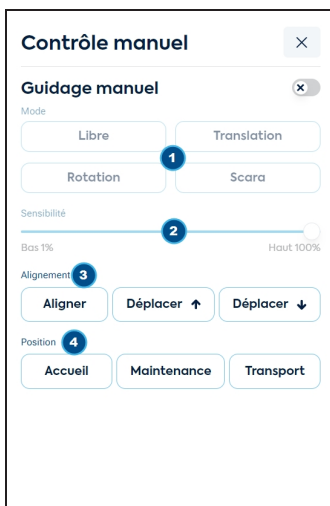 Contrôle manuel
Guidage manuel
Mode
Libre Translation
1
Rotation Scara
Sensibilité
2
Bas 1% Haut 100%
Alignement 3
Aligner Déplacer ↑ Déplacer ↓
Position 4
Accueil Maintenance Transport